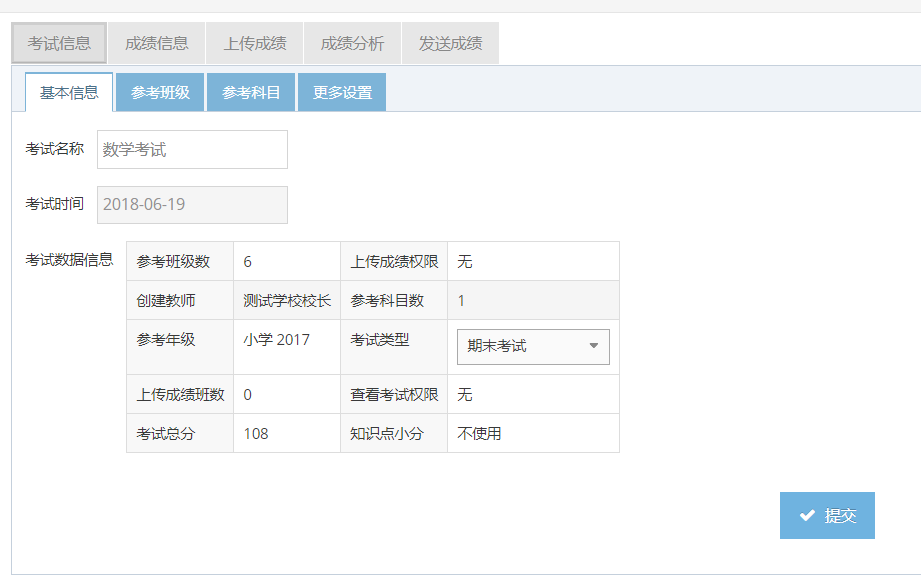 考试信息 成绩信息 上传成绩 成绩分析 发送成绩
基本信息 参考班级 参考科目 更多设置
考试名称 数学考试
考试时间 2018-06-19
考试数据信息 参考班级数 6 上传成绩权限 无
创建教师 测试学校校长 参考科目数 1
参考年级 小学 2017 考试类型 期末考试
上传成绩班数 0 查看考试权限 无
考试总分 108 知识点小分 不使用
提交